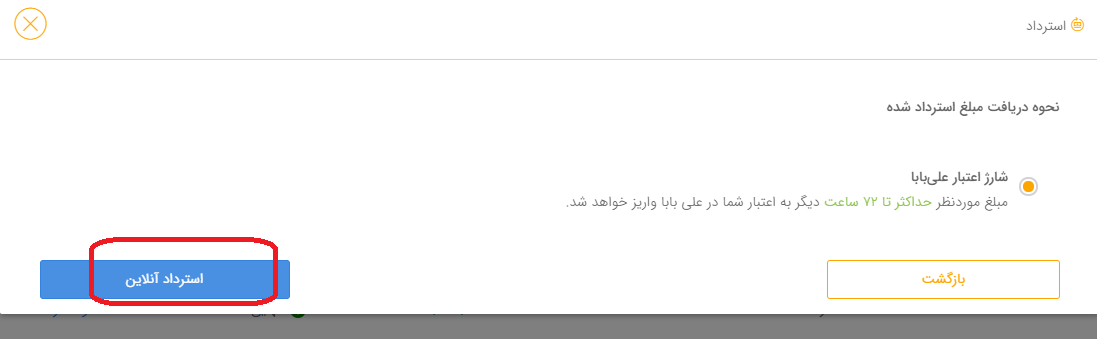 استرداد
نحوه دریافت مبلغ استرداد شده
شارژ اعتبار علی‌بابا
مبلغ موردنظر حداکثر تا ۷۲ ساعت دیگر به اعتبار شما در علی بابا واریز خواهد شد.
بازگشت
استرداد آنلاین